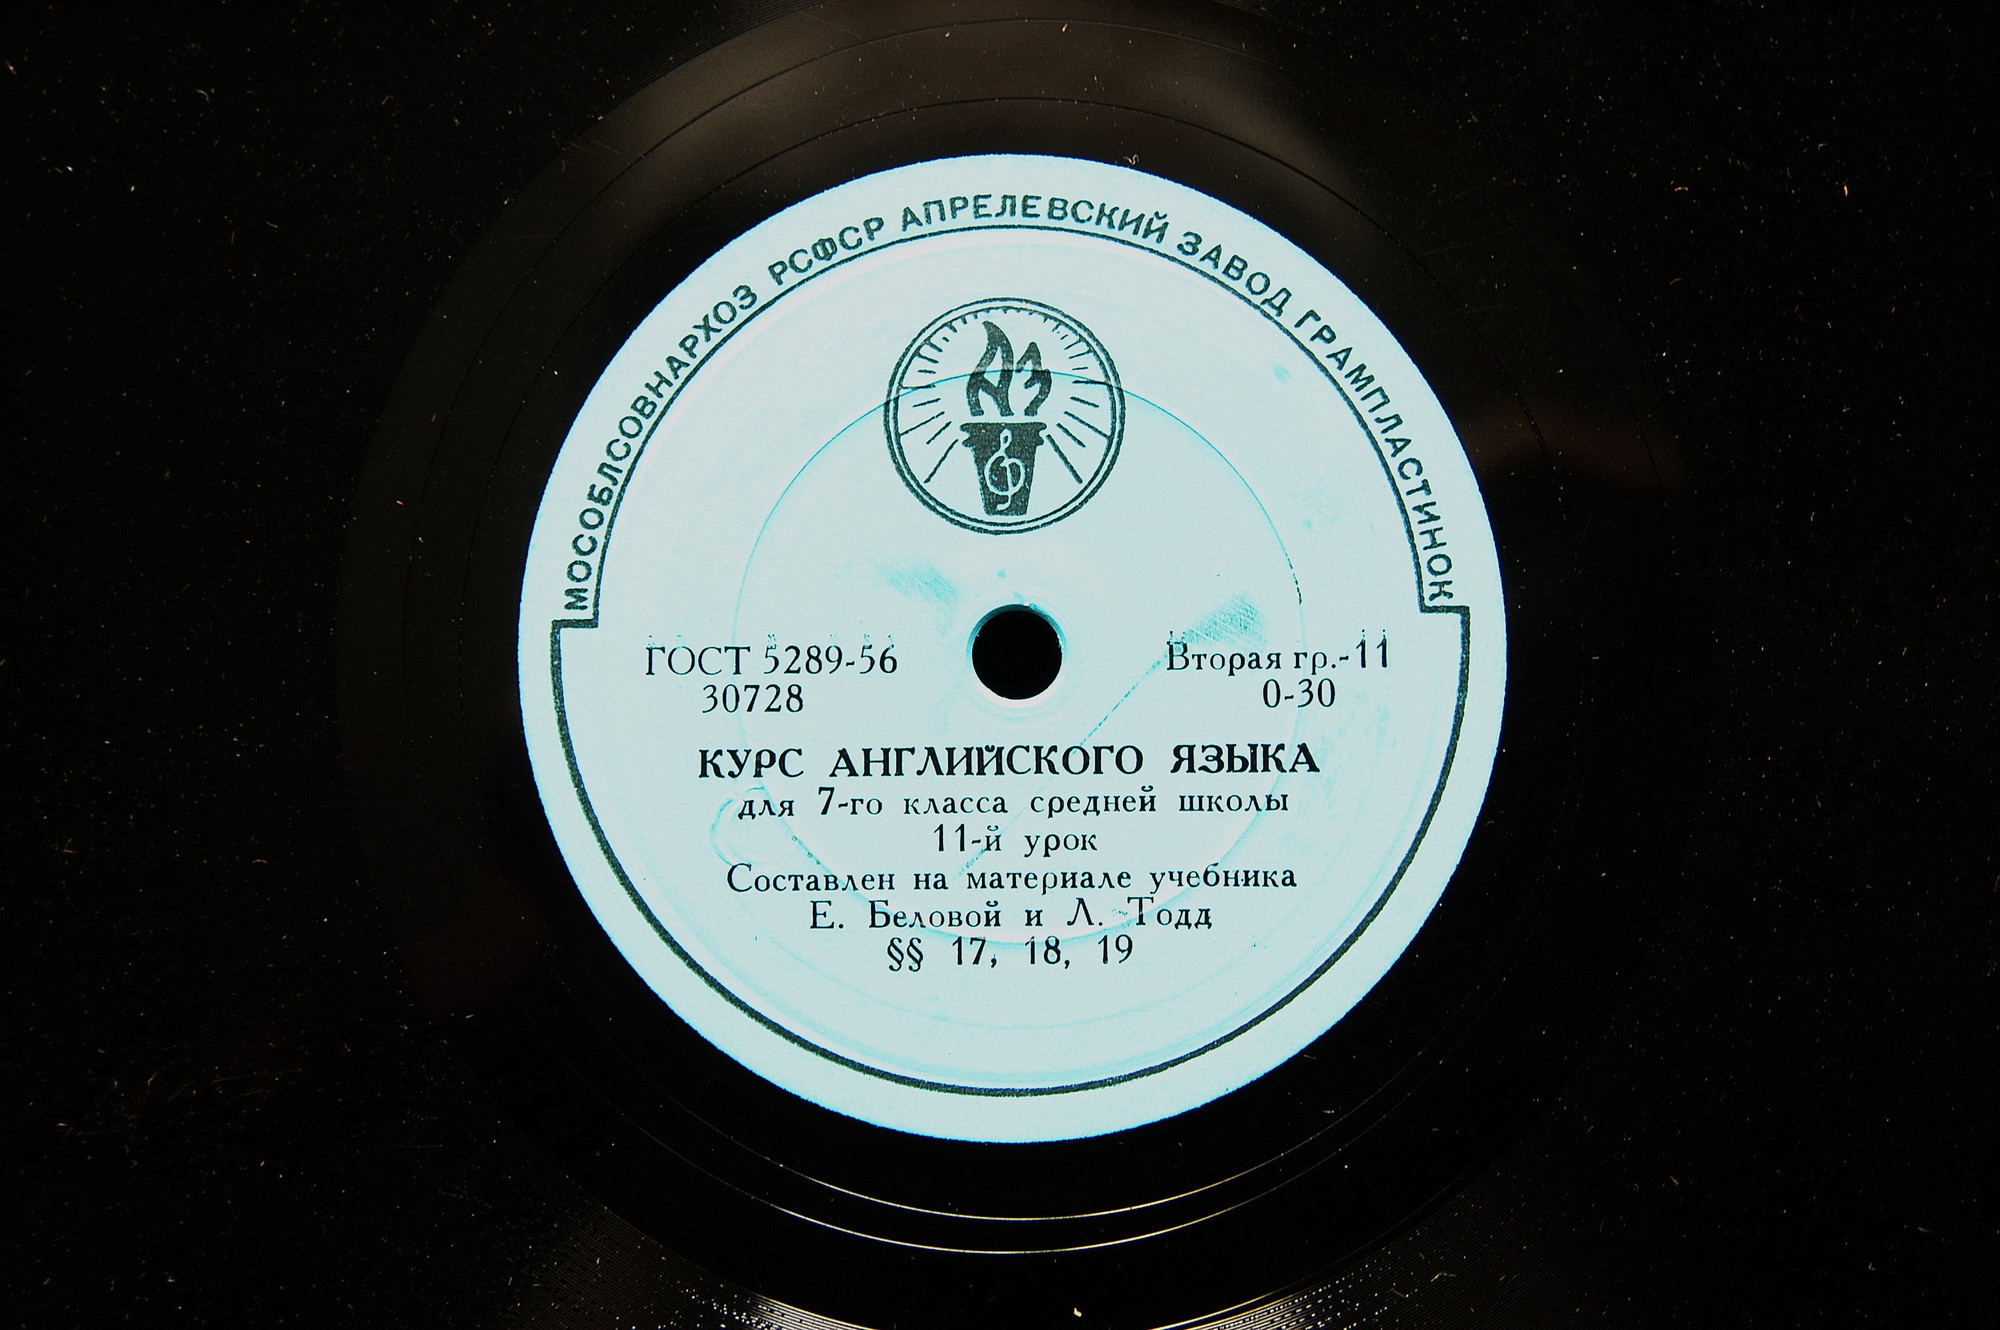 МОСОБЛСОВНАРХОЗ РСФСР АПРЕЛЕВСКИЙ ЗАВОД ГРАМПЛАСТИНОК
ГОСТ 5289-56
30728
Вторая гр.-11
0-30
КУРС АНГЛИЙСКОГО ЯЗЫКА
для 7-го класса средней школы
11-й урок
Составлен на материале учебника
Е. Беловой и Л. Тодд
§§ 17, 18, 19